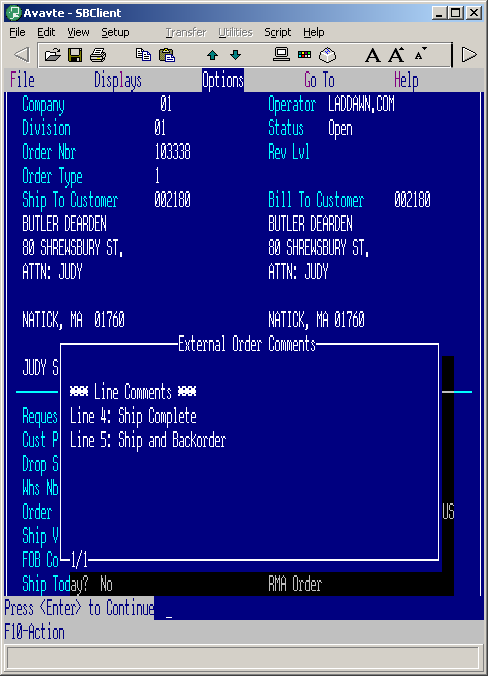 Avavte - SBClient
File Edit View Setup Transfer Utilities Script Help
A A A
File Displays Options Go To Help
Company 01 Operator LADDAWN.COM
Division 01 Status Open
Order Nbr 103338 Rev Lvl
Order Type 1
Ship To Customer 002180 Bill To Customer 002180
BUTLER DEARDEN BUTLER DEARDEN
80 SHREWSBURY ST. 80 SHREWSBURY ST.
ATTN: JUDY ATTN: JUDY
NATICK, MA 01760 NATICK, MA 01760
External Order Comments
JUDY S
*** Line Comments ***
Reques Line 4: Ship Complete
Cust P Line 5: Ship and Backorder
Drop S
Whs Nb
Order US
Ship V
FOB Co 1/1
Ship Today? No RMA Order
Press <Enter> to Continue _
F10-Action